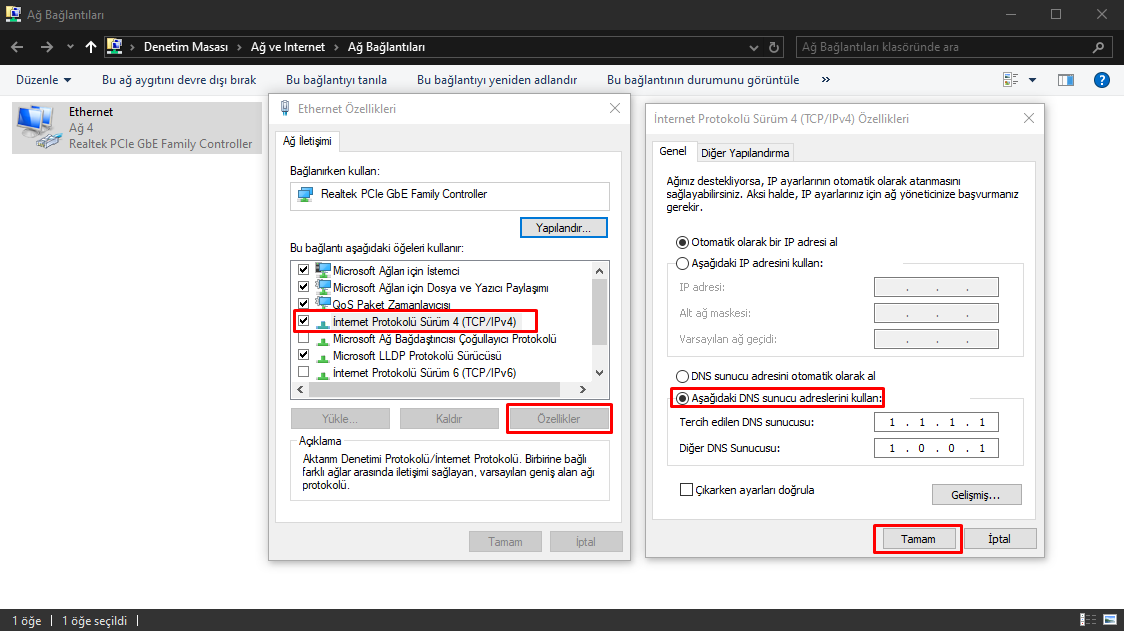 Ağ Bağlantıları
Denetim Masası
Ağ ve Internet
Ağ Bağlantıları
Ağ Bağlantıları klasöründe ara
Düzenle
Bu ağ aygıtını devre dışı bırak
Bu bağlantıyı tanıla
Bu bağlantıyı yeniden adlandır
Bu bağlantının durumunu görüntüle
»
Ethernet
Ağ 4
Realtek PCIe GbE Family Controller
Ethernet Özellikleri
Ağ İletişimi
Bağlanırken kullan:
Realtek PCIe GbE Family Controller
Yapılandır...
Bu bağlantı aşağıdaki öğeleri kullanır:
Microsoft Ağları için İstemci
Microsoft Ağları için Dosya ve Yazıcı Paylaşımı
QoS Paket Zamanlayıcısı
İnternet Protokolü Sürüm 4 (TCP/IPv4)
Microsoft Ağ Bağdaştırıcısı Çoğullayıcı Protokolü
Microsoft LLDP Protokolü Sürücüsü
İnternet Protokolü Sürüm 6 (TCP/IPv6)
Yükle...
Kaldır
Özellikler
Açıklama
Aktarım Denetimi Protokolü/İnternet Protokolü. Birbirine bağlı
farklı ağlar arasında iletişimi sağlayan, varsayılan geniş alan ağı
protokolü.
Tamam
İptal
İnternet Protokolü Sürüm 4 (TCP/IPv4) Özellikleri
Genel
Diğer Yapılandırma
Ağınız destekliyorsa, IP ayarlarının otomatik olarak atanmasını
sağlayabilirsiniz. Aksi halde, IP ayarlarınız için ağ yöneticinize başvurmanız
gerekir.
Otomatik olarak bir IP adresi al
Aşağıdaki IP adresini kullan:
IP adresi:
Alt ağ maskesi:
Varsayılan ağ geçidi:
DNS sunucu adresini otomatik olarak al
Aşağıdaki DNS sunucu adreslerini kullan:
Tercih edilen DNS sunucusu:
1 . 1 . 1 . 1
Diğer DNS Sunucusu:
1 . 0 . 0 . 1
Çıkarken ayarları doğrula
Gelişmiş...
Tamam
İptal
1 öğe
1 öğe seçildi